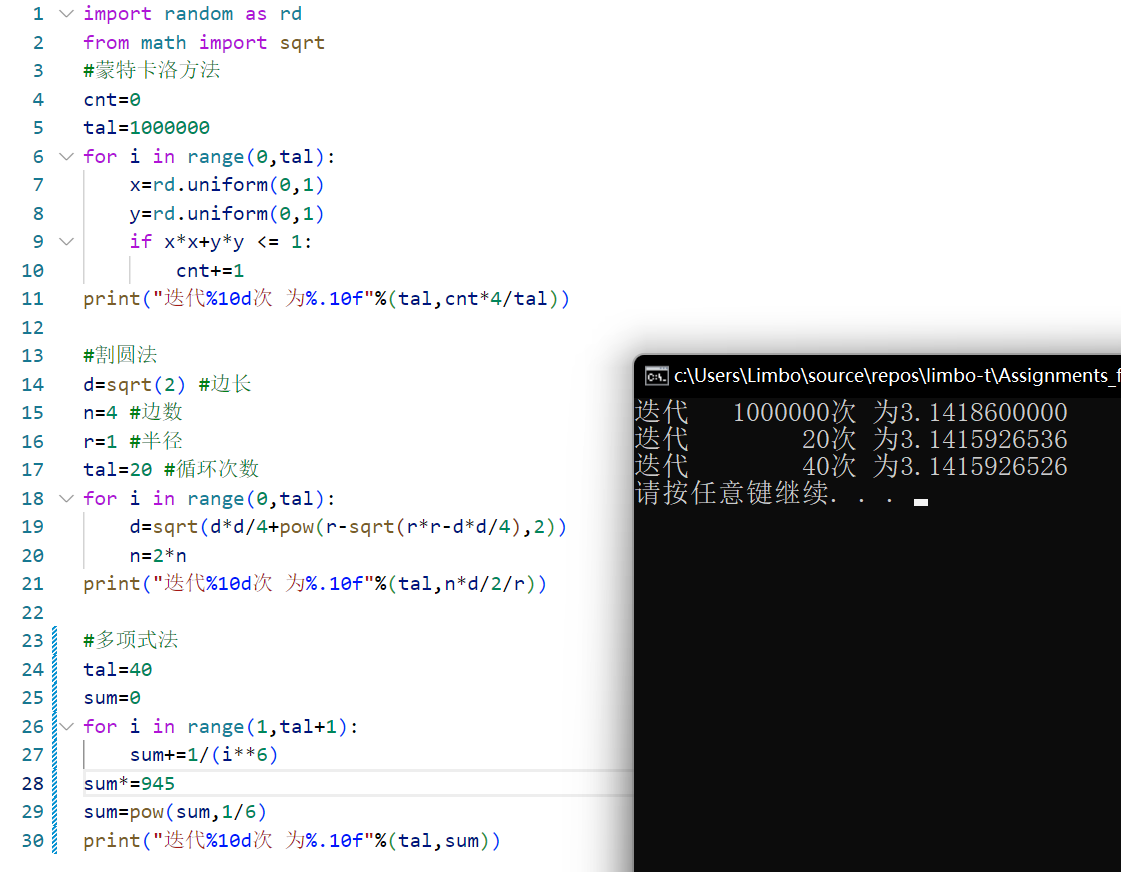 1 import random as rd
2 from math import sqrt
3 #蒙特卡洛方法
4 cnt=0
5 tal=1000000
6 for i in range(0,tal):
7 x=rd.uniform(0,1)
8 y=rd.uniform(0,1)
9 if x*x+y*y <= 1:
10 cnt+=1
11 print("迭代%10d次 为%.10f"%(tal,cnt*4/tal))
12
13 #割圆法
14 d=sqrt(2) #边长
15 n=4 #边数
16 r=1 #半径
17 tal=20 #循环次数
18 for i in range(0,tal):
19 d=sqrt(d*d/4+pow(r-sqrt(r*r-d*d/4),2))
20 n=2*n
21 print("迭代%10d次 为%.10f"%(tal,n*d/2/r))
22
23 #多项式法
24 tal=40
25 sum=0
26 for i in range(1,tal+1):
27 sum+=1/(i**6)
28 sum*=945
29 sum=pow(sum,1/6)
30 print("迭代%10d次 为%.10f"%(tal,sum))
c:\Users\Limbo\source\repos\limbo-t\Assignments_f
迭代   1000000次 为3.1418600000
迭代        20次 为3.1415926536
迭代        40次 为3.1415926526
请按任意键继续. . .